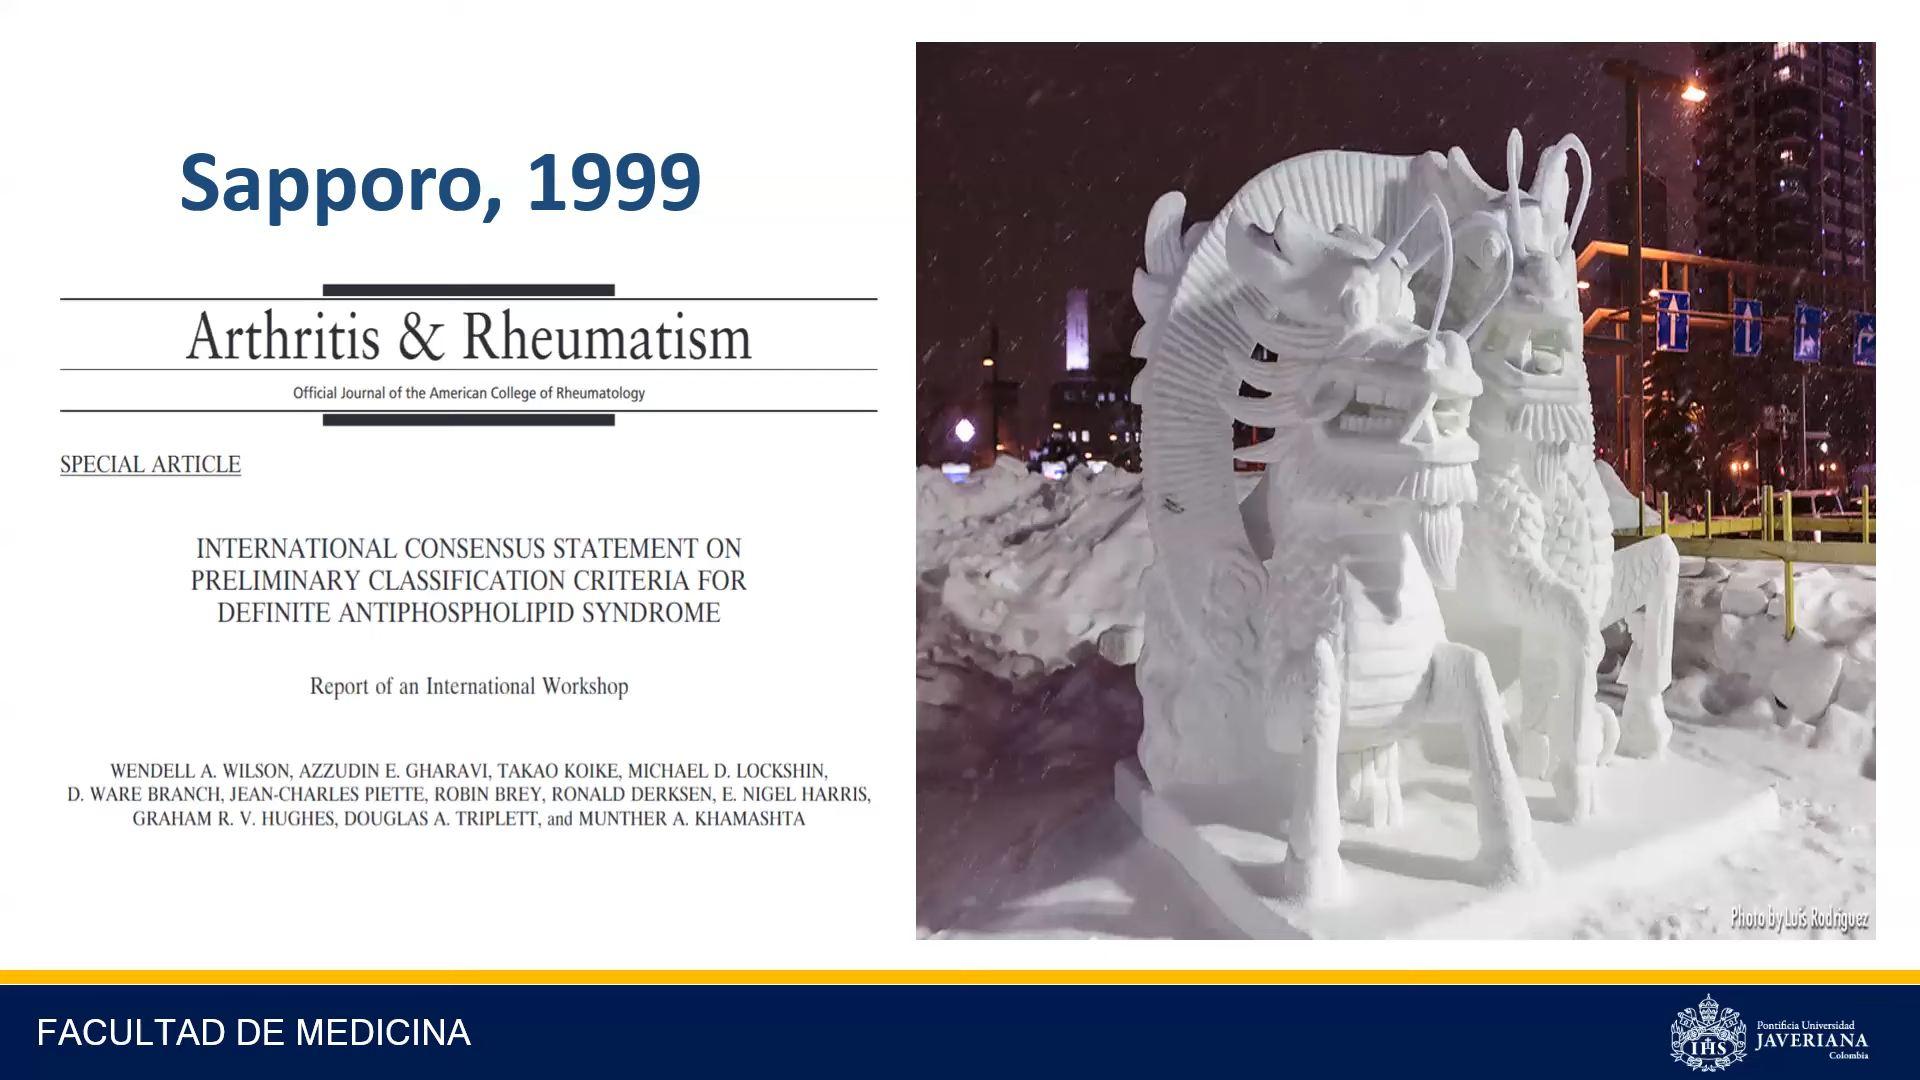 Sapporo, 1999
Arthritis & Rheumatism
Official Journal of the American College of Rheumatology
SPECIAL ARTICLE
INTERNATIONAL CONSENSUS STATEMENT ON
PRELIMINARY CLASSIFICATION CRITERIA FOR
DEFINITE ANTIPHOSPHOLIPID SYNDROME
Report of an International Workshop
WENDELL A. WILSON, AZZUDIN E. GHARAVI, TAKAO KOIKE, MICHAEL D. LOCKSHIN,
D. WARE BRANCH, JEAN-CHARLES PIETTE, ROBIN BREY, RONALD DERKSEN, E. NIGEL HARRIS,
GRAHAM R. V. HUGHES, DOUGLAS A. TRIPLETT, and MUNTHER A. KHAMASHTA
Photo by Luis Rodriguez
FACULTAD DE MEDICINA
IHS
Pontificia Universidad
JAVERIANA
Colombia